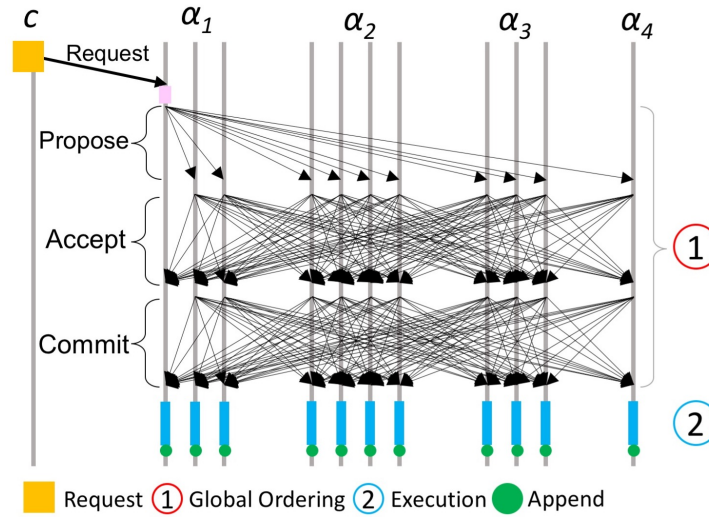 c α1 α2 α3 α4
Request
Propose
Accept
1
Commit
2
Request 1 Global Ordering 2 Execution Append